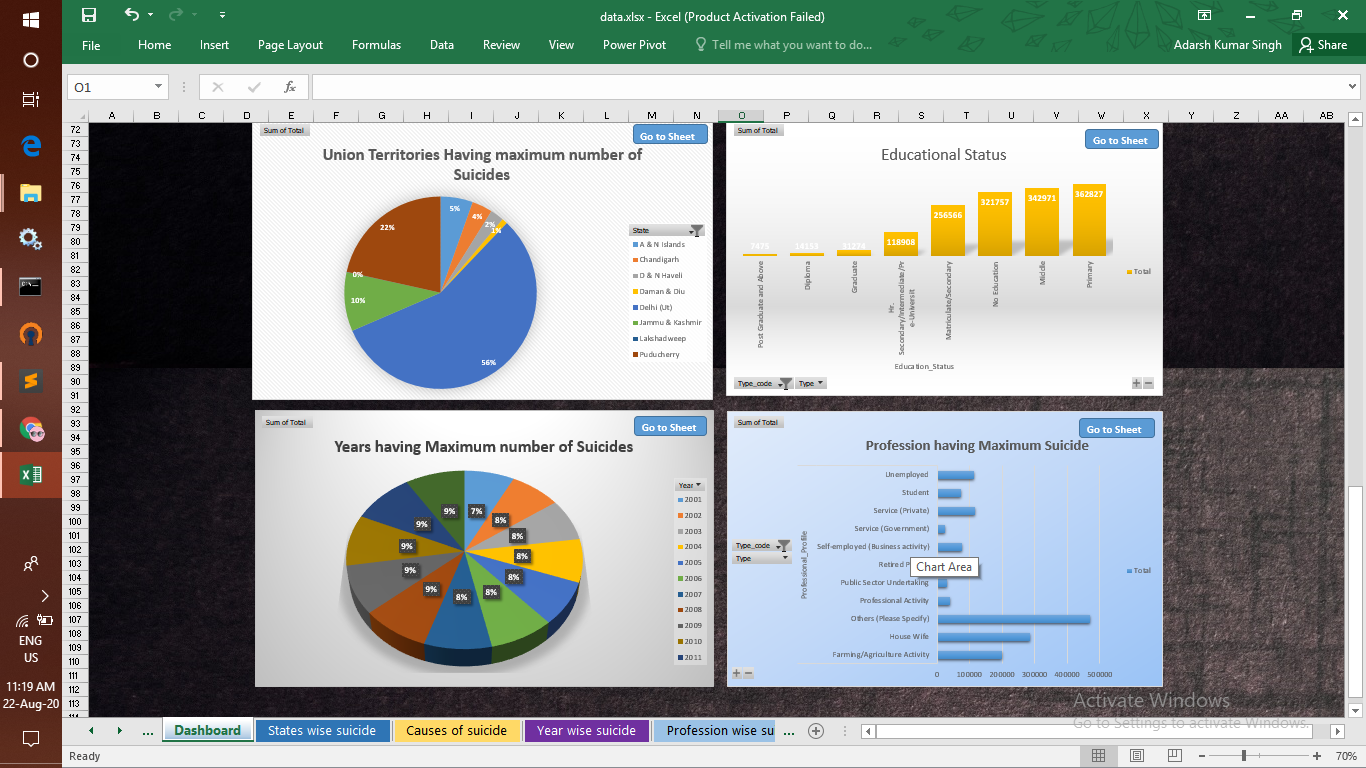 data.xlsx - Excel (Product Activation Failed)
File Home Insert Page Layout Formulas Data Review View Power Pivot Tell me what you want to do... Adarsh Kumar Singh Share
O1
fx
A B C D E F G H I J K L M N O P Q R S T U V W X Y Z AA AB
72
73
74
75
76
77
78
79
80
81
82
83
84
85
86
87
88
89
90
91
92
93
94
95
96
97
98
99
100
101
102
103
104
105
106
107
108
109
110
111
112
113
Sum of Total
Go to Sheet
Union Territories Having maximum number of
Suicides
5%
4%
2%
1%
22%
0%
10%
56%
State
A & N Islands
Chandigarh
D & N Haveli
Daman & Diu
Delhi (Ut)
Jammu & Kashmir
Lakshadweep
Puducherry
Sum of Total
Go to Sheet
Educational Status
7479 14153 31274 118908 256566 321757 342971 362827
Post Graduate and Above
Diploma
Graduate
Hr.
Secondary/Intermediate/Pr
e-Universit
Matriculate/Secondary
No Education
Middle
Primary
Total
Education_Status
Type_code Type
Sum of Total
Go to Sheet
Years having Maximum number of Suicides
7%
8%
8%
8%
8%
8%
8%
9%
9%
9%
9%
9%
Year
2001
2002
2003
2004
2005
2006
2007
2008
2009
2010
2011
Sum of Total
Go to Sheet
Profession having Maximum Suicide
Type_code
Type
Professional_Profile
Unemployed
Student
Service (Private)
Service (Government)
Self-employed (Business activity)
Retired P
Chart Area
Public Sector Undertaking
Professional Activity
Others (Please Specify)
House Wife
Farming/Agriculture Activity
0 100000 200000 300000 400000 500000
Total
Activate Windows
Go to Settings to activate Windows.
... Dashboard States wise suicide Causes of suicide Year wise suicide Profession wise su ...
Ready
70%
ENG
US
11:19 AM
22-Aug-20